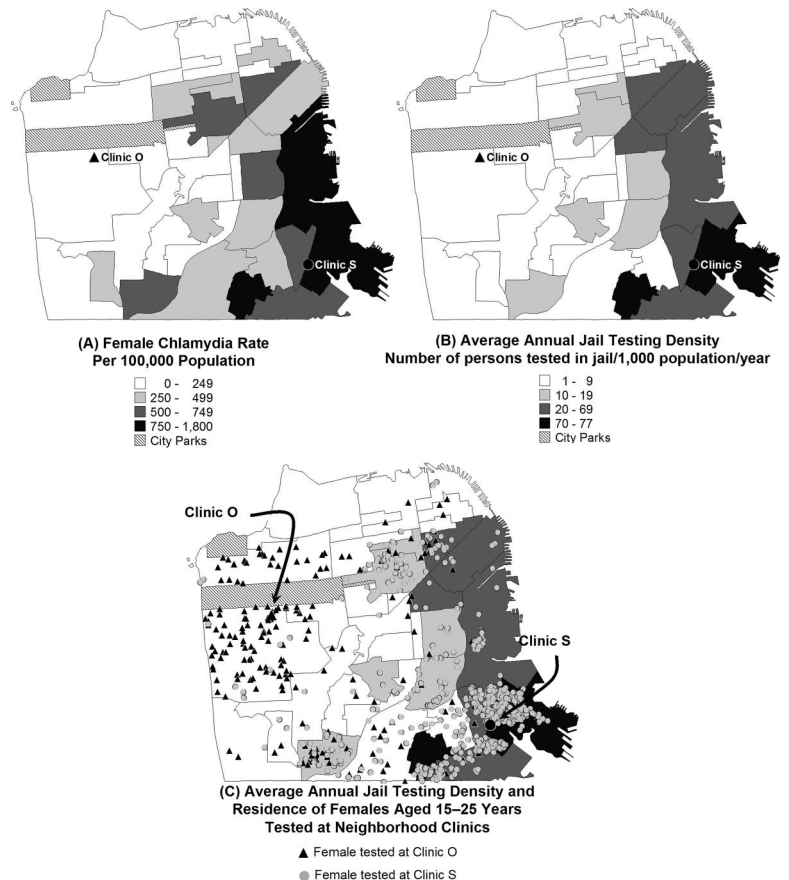 Clinic O
Clinic S
(A) Female Chlamydia Rate
Per 100,000 Population
0 - 249
250 - 499
500 - 749
750 - 1,800
City Parks
Clinic O
Clinic S
(B) Average Annual Jail Testing Density
Number of persons tested in jail/1,000 population/year
1 - 9
10 - 19
20 - 69
70 - 77
City Parks
Clinic O
Clinic S
(C) Average Annual Jail Testing Density and
Residence of Females Aged 15–25 Years
Tested at Neighborhood Clinics
Female tested at Clinic O
Female tested at Clinic S